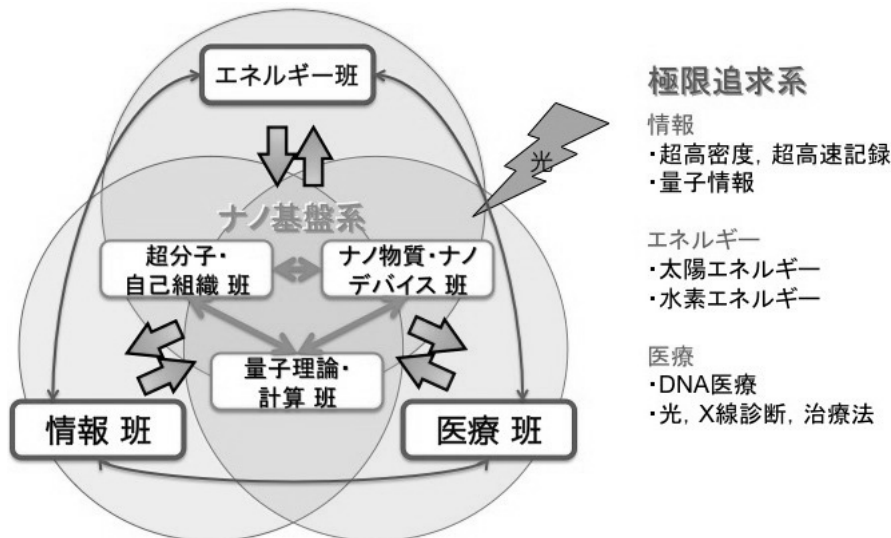 エネルギー班
光
ナノ基盤系
超分子・
自己組織 班
ナノ物質・ナノ
デバイス 班
量子理論・
計算 班
情報 班
医療 班
極限追求系
情報
・超高密度, 超高速記録
・量子情報
エネルギー
・太陽エネルギー
・水素エネルギー
医療
・DNA医療
・光, X線診断, 治療法